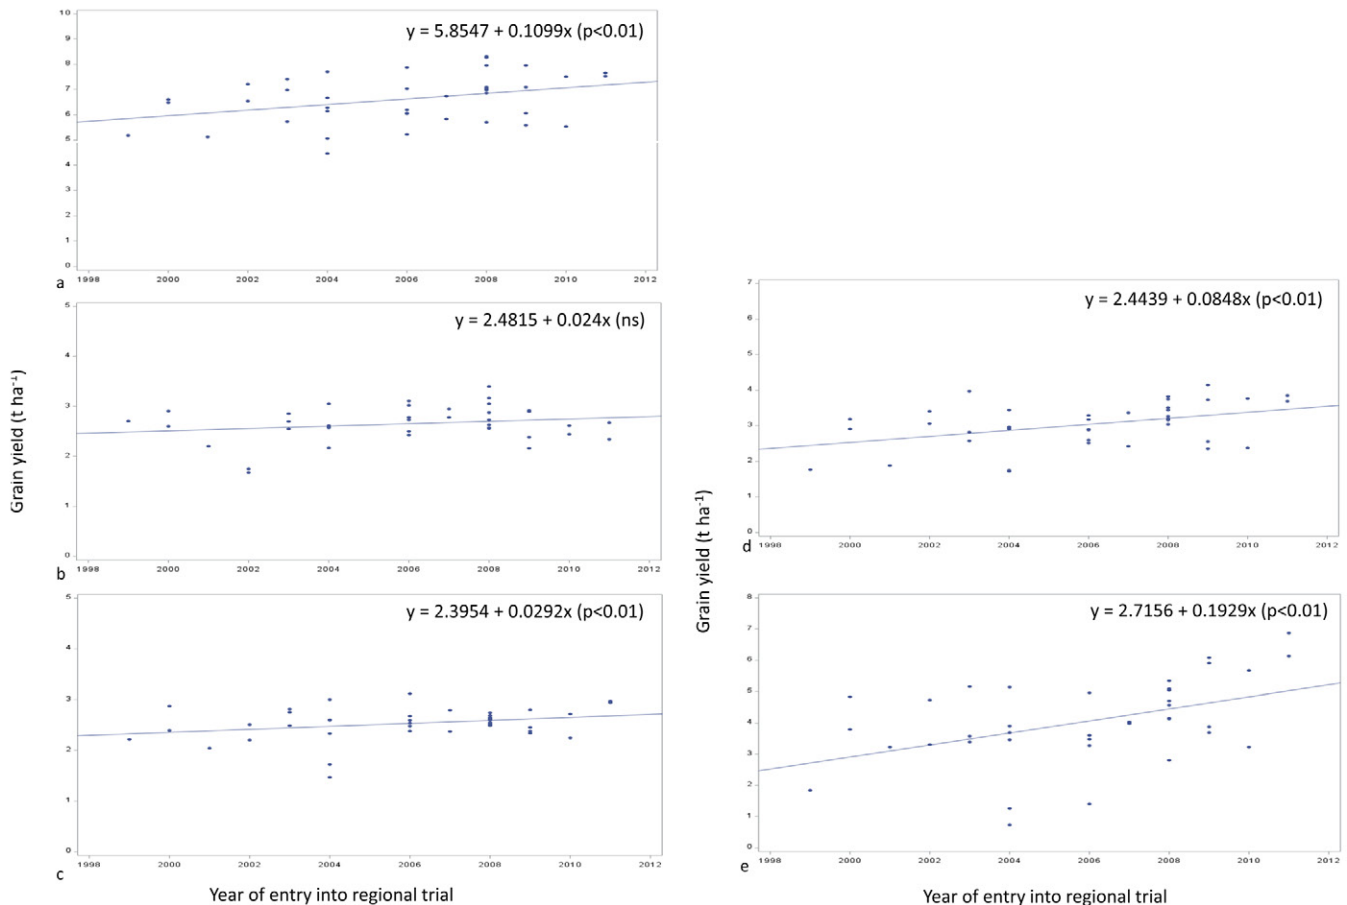 Grain yield (t ha⁻¹)
y = 5.8547 + 0.1099x (p<0.01)
10
9
8
7
6
5
4
3
2
1
0
1998 2000 2002 2004 2006 2008 2010 2012
a
y = 2.4815 + 0.024x (ns)
5
4
3
2
1
0
1998 2000 2002 2004 2006 2008 2010 2012
b
y = 2.3954 + 0.0292x (p<0.01)
5
4
3
2
1
0
1998 2000 2002 2004 2006 2008 2010 2012
c
Year of entry into regional trial
Grain yield (t ha⁻¹)
y = 2.4439 + 0.0848x (p<0.01)
7
6
5
4
3
2
1
0
1998 2000 2002 2004 2006 2008 2010 2012
d
y = 2.7156 + 0.1929x (p<0.01)
8
7
6
5
4
3
2
1
0
1998 2000 2002 2004 2006 2008 2010 2012
e
Year of entry into regional trial